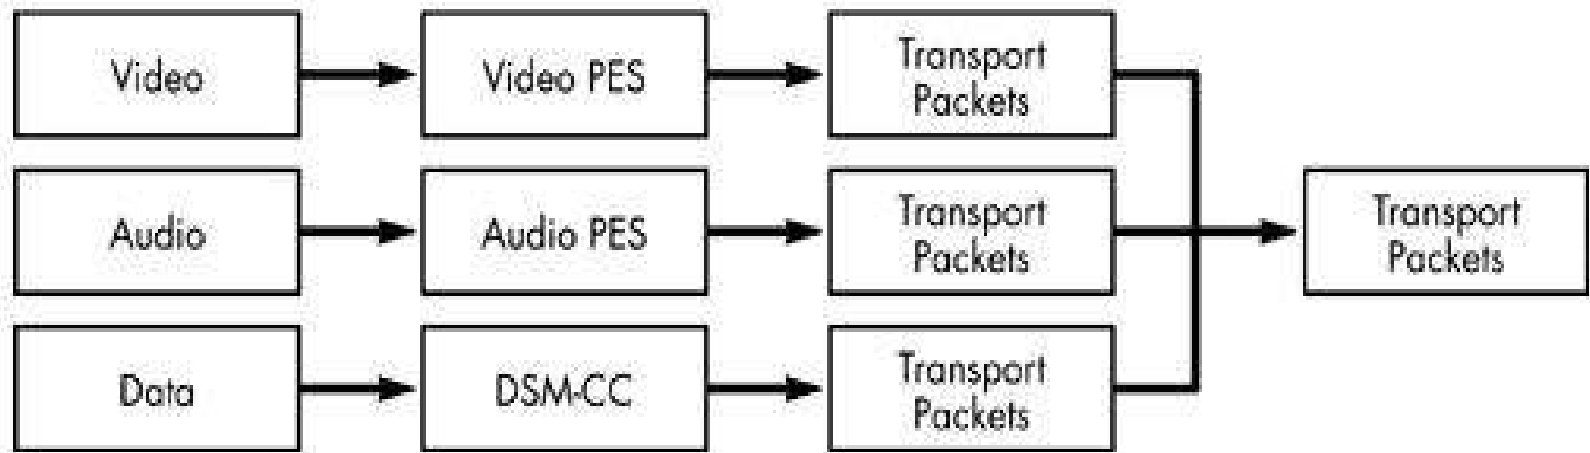 Video
Video PES
Transport
Packets
Audio
Audio PES
Transport
Packets
Transport
Packets
Data
DSM-CC
Transport
Packets